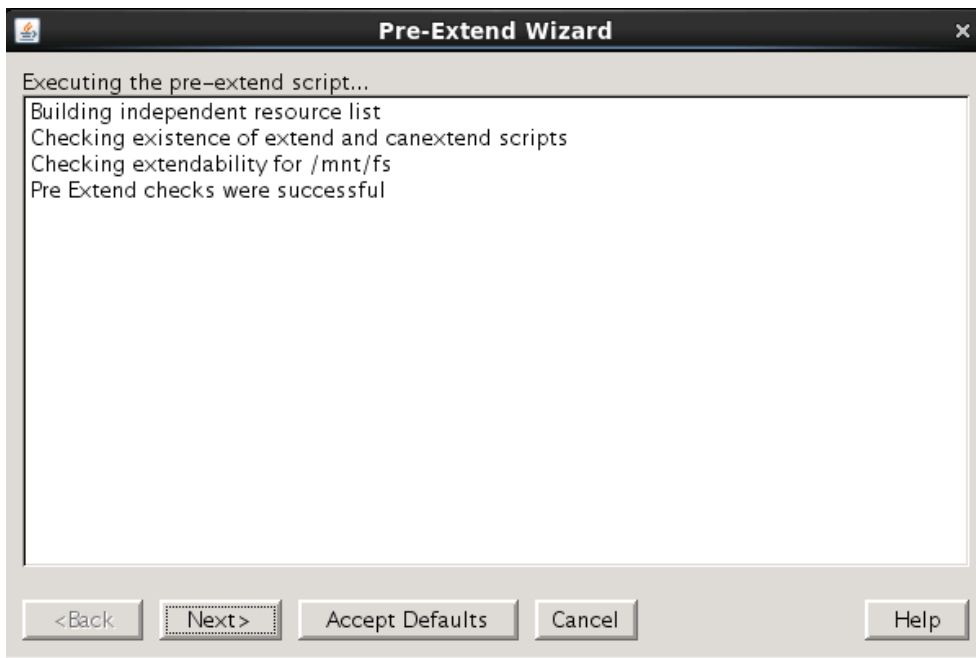 Pre-Extend Wizard
Executing the pre-extend script...
Building independent resource list
Checking existence of extend and canextend scripts
Checking extendability for /mnt/fs
Pre Extend checks were successful
<Back Next> Accept Defaults Cancel Help